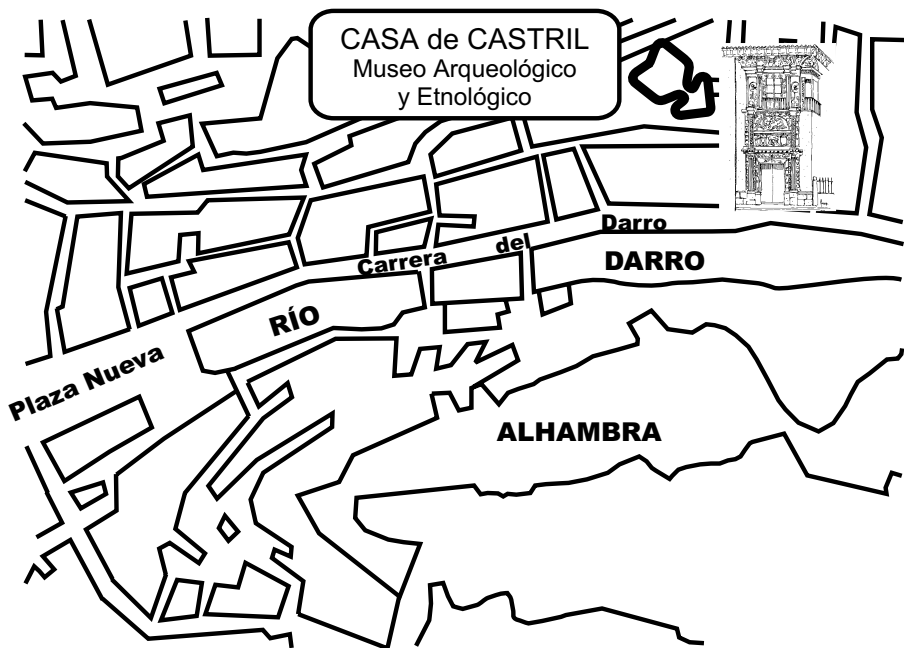 CASA de CASTRIL
Museo Arqueológico
y Etnológico
Carrera del Darro
DARRO
RÍO
Plaza Nueva
ALHAMBRA